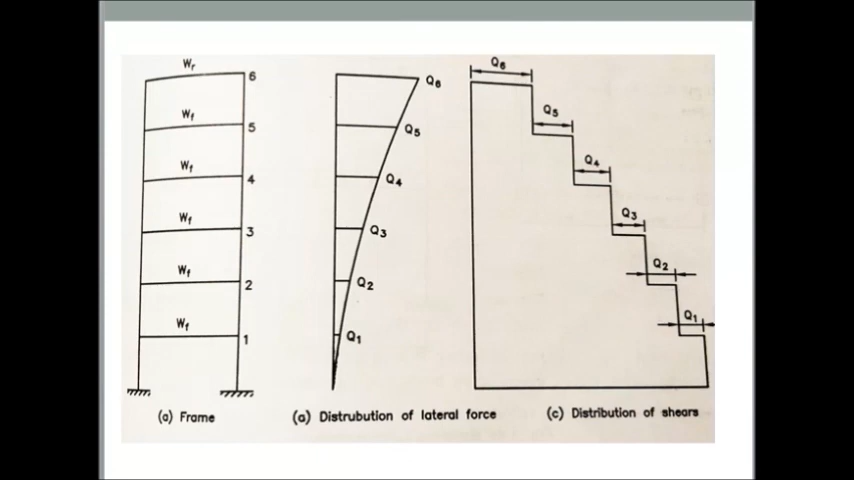 Wr
Wf
Wf
Wf
Wf
Wf
6
5
4
3
2
1
Q6
Q5
Q4
Q3
Q2
Q1
Q6
Q5
Q4
Q3
Q2
Q1
(a) Frame
(a) Distrubution of lateral force
(c) Distribution of shears